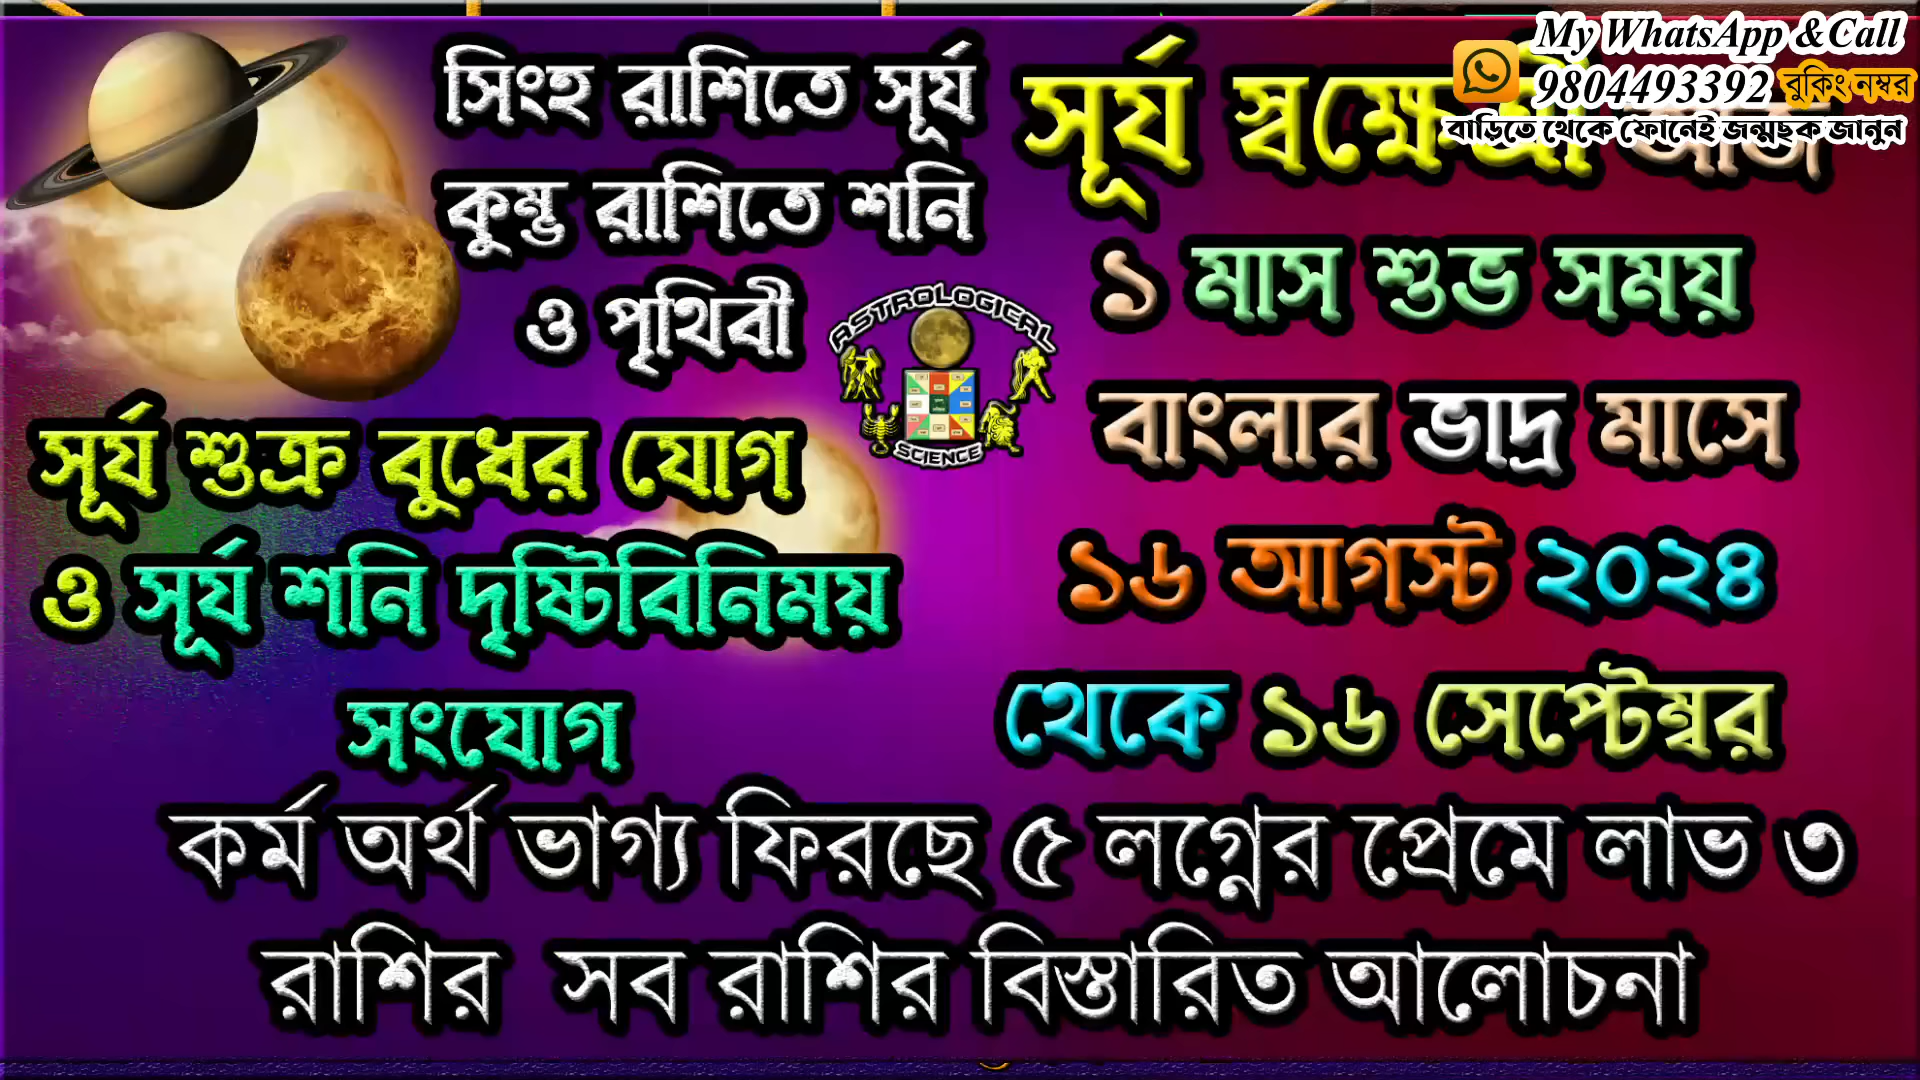 সিংহ রাশিতে সূর্য
কুম্ভ রাশিতে শনি
ও পৃথিবী
সূর্য শুক্র বুধের যোগ
ও সূর্য শনি দৃষ্টিবিনিময়
সংযোগ
ASTROLOGICAL
SCIENCE
My WhatsApp &Call
9804493392 বুকিং নম্বর
বাড়িতে থেকে ফোনেই জন্মছক জানুন
সূর্য স্বক্ষেত্রী
১ মাস শুভ সময়
বাংলার ভাদ্র মাসে
১৬ আগস্ট ২০২৪
থেকে ১৬ সেপ্টেম্বর
কর্ম অর্থ ভাগ্য ফিরছে ৫ লগ্নের প্রেমে লাভ ৩
রাশির সব রাশির বিস্তারিত আলোচনা